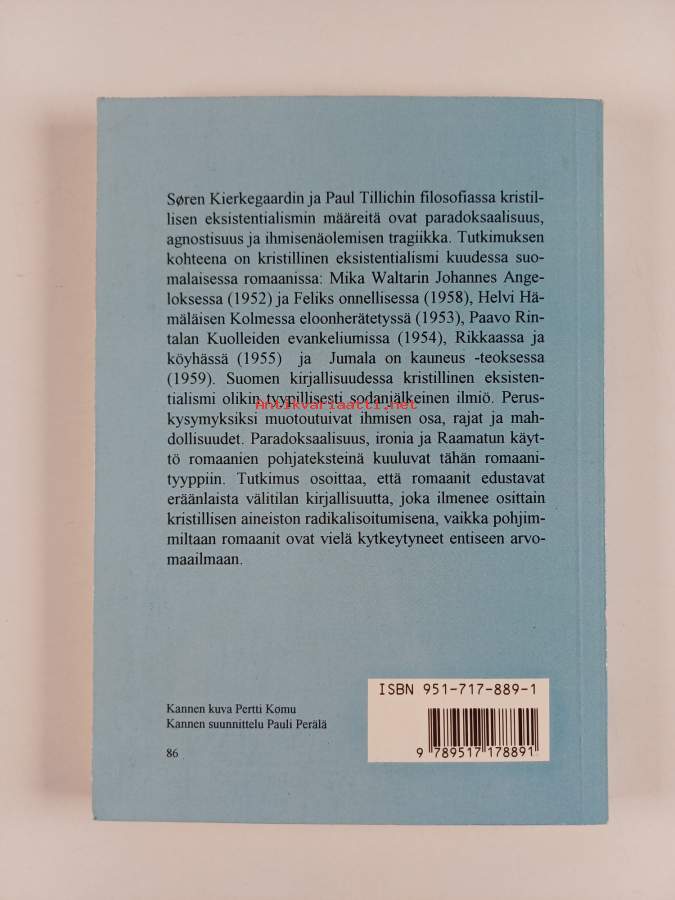 Søren Kierkegaardin ja Paul Tillichin filosofiassa kristil-
lisen eksistentialismin määreitä ovat paradoksaalisuus,
agnostisuus ja ihmisenäolemisen tragiikka. Tutkimuksen
kohteena on kristillinen eksistentialismi kuudessa suo-
malaisessa romaanissa: Mika Waltarin Johannes Ange-
loksessa (1952) ja Feliks onnellisessa (1958), Helvi Hä-
mäläisen Kolmessa eloonherätetyssä (1953), Paavo Rin-
talan Kuolleiden evankeliumissa (1954), Rikkaassa ja
köyhässä (1955) ja Jumala on kauneus -teoksessa
(1959). Suomen kirjallisuudessa kristillinen eksisten-
tialismi olikin tyypillisesti sodanjälkeinen ilmiö. Perus-
Antikvariaatti.net
kysymyksiksi muotoutuivat ihmisen osa, rajat ja mah-
dollisuudet. Paradoksaalisuus, ironia ja Raamatun käyt-
tö romaanien pohjateksteinä kuuluvat tähän romaani-
tyyppiin. Tutkimus osoittaa, että romaanit edustavat
eräänlaista välitilan kirjallisuutta, joka ilmenee osittain
kristillisen aineiston radikalisoitumisena, vaikka pohjim-
miltaan romaanit ovat vielä kytkeytyneet entiseen arvo-
maailmaan.
ISBN 951-717-889-1
9 789517 178891
Kannen kuva Pertti Komu
Kannen suunnittelu Pauli Perälä
86